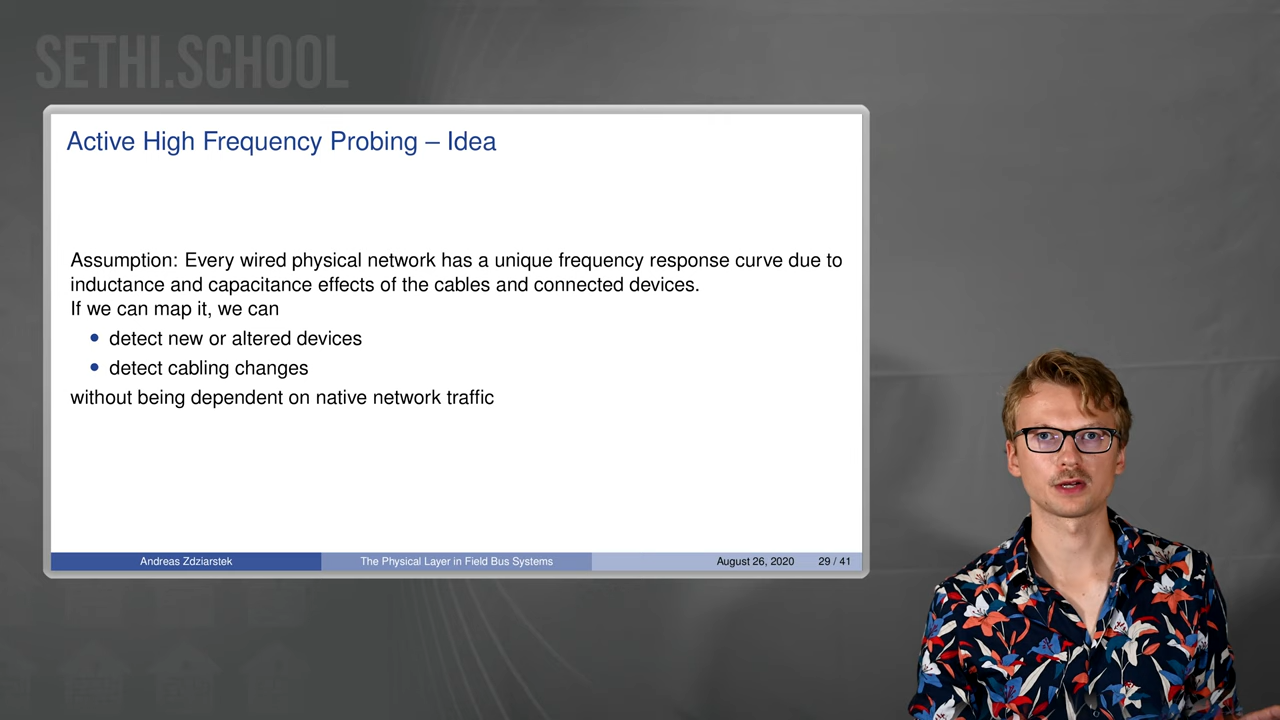 SETHI.SCHOOL
Active High Frequency Probing – Idea
Assumption: Every wired physical network has a unique frequency response curve due to
inductance and capacitance effects of the cables and connected devices.
If we can map it, we can
• detect new or altered devices
• detect cabling changes
without being dependent on native network traffic
Andreas Zdziarstek The Physical Layer in Field Bus Systems August 26, 2020 29 / 41